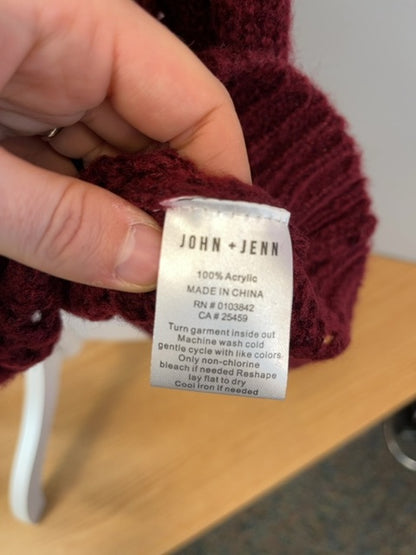 JOHN + JENN
100% Acrylic
MADE IN CHINA
RN # 0103842
CA # 25459
Turn garment inside out
Machine wash cold
gentle cycle with like colors
Only non-chlorine
bleach if needed Reshape
lay flat to dry
Cool iron if needed